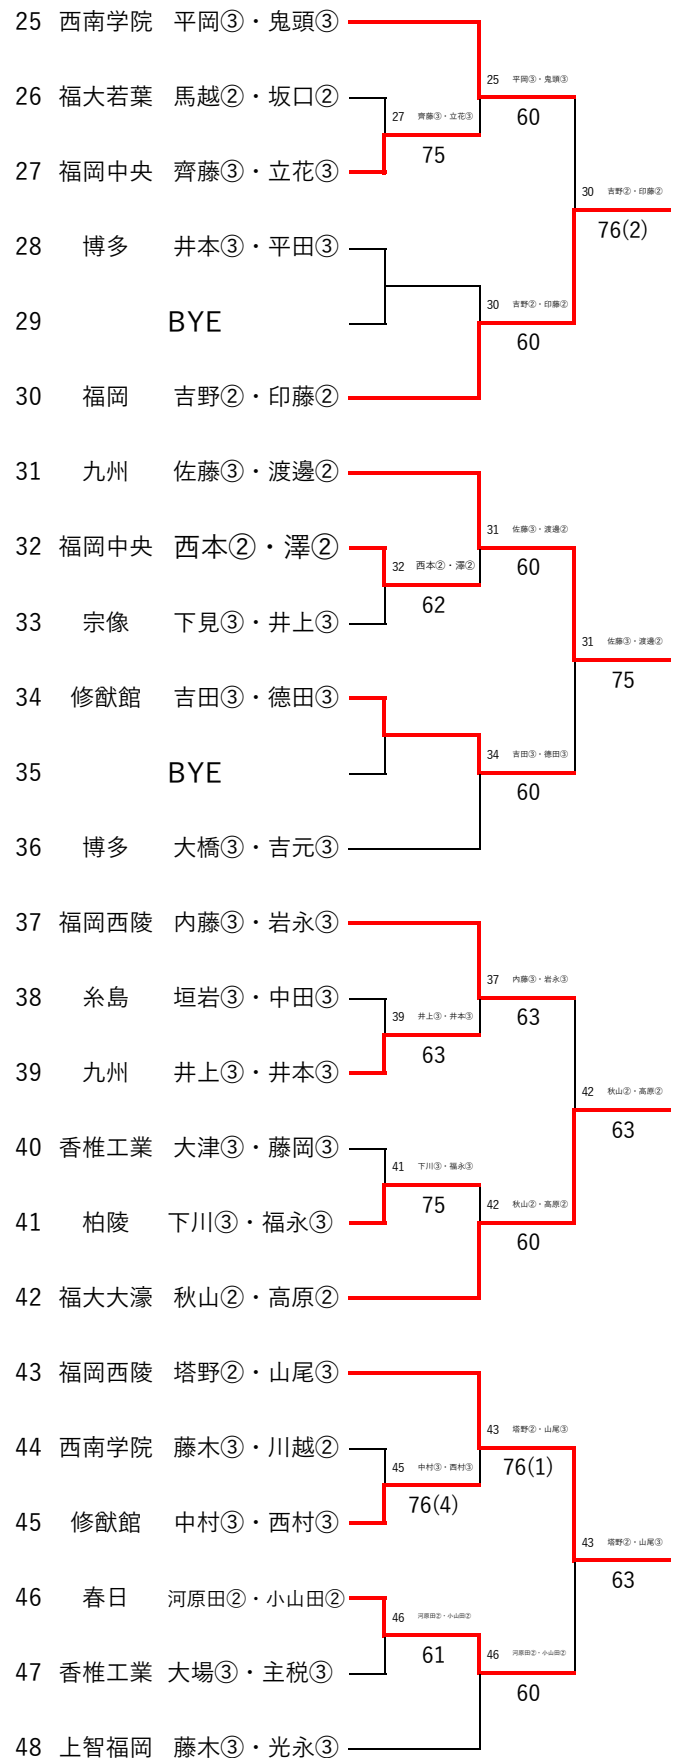 25 西南学院 平岡③・鬼頭③
25 平岡③・鬼頭③
60
26 福大若葉 馬越②・坂口②
27 齊藤③・立花③
75
27 福岡中央 齊藤③・立花③
30 吉野②・印藤②
76(2)
28 博多 井本③・平田③
29 BYE
30 吉野②・印藤②
60
30 福岡 吉野②・印藤②
31 九州 佐藤③・渡邊②
31 佐藤③・渡邊②
60
32 福岡中央 西本②・澤②
32 西本②・澤②
62
33 宗像 下見③・井上③
31 佐藤③・渡邊②
75
34 修猷館 吉田③・德田③
34 吉田③・德田③
60
35 BYE
36 博多 大橋③・吉元③
37 福岡西陵 内藤③・岩永③
37 内藤③・岩永③
63
38 糸島 垣岩③・中田③
39 井上③・井本③
63
39 九州 井上③・井本③
42 秋山②・高原②
63
40 香椎工業 大津③・藤岡③
41 下川③・福永③
75
41 柏陵 下川③・福永③
42 秋山②・高原②
60
42 福大大濠 秋山②・高原②
43 福岡西陵 塔野②・山尾③
43 塔野②・山尾③
76(1)
44 西南学院 藤木③・川越②
45 中村③・西村③
76(4)
45 修猷館 中村③・西村③
43 塔野②・山尾③
63
46 春日 河原田②・小山田②
46 河原田②・小山田②
61
47 香椎工業 大場③・主税③
46 河原田②・小山田②
60
48 上智福岡 藤木③・光永③